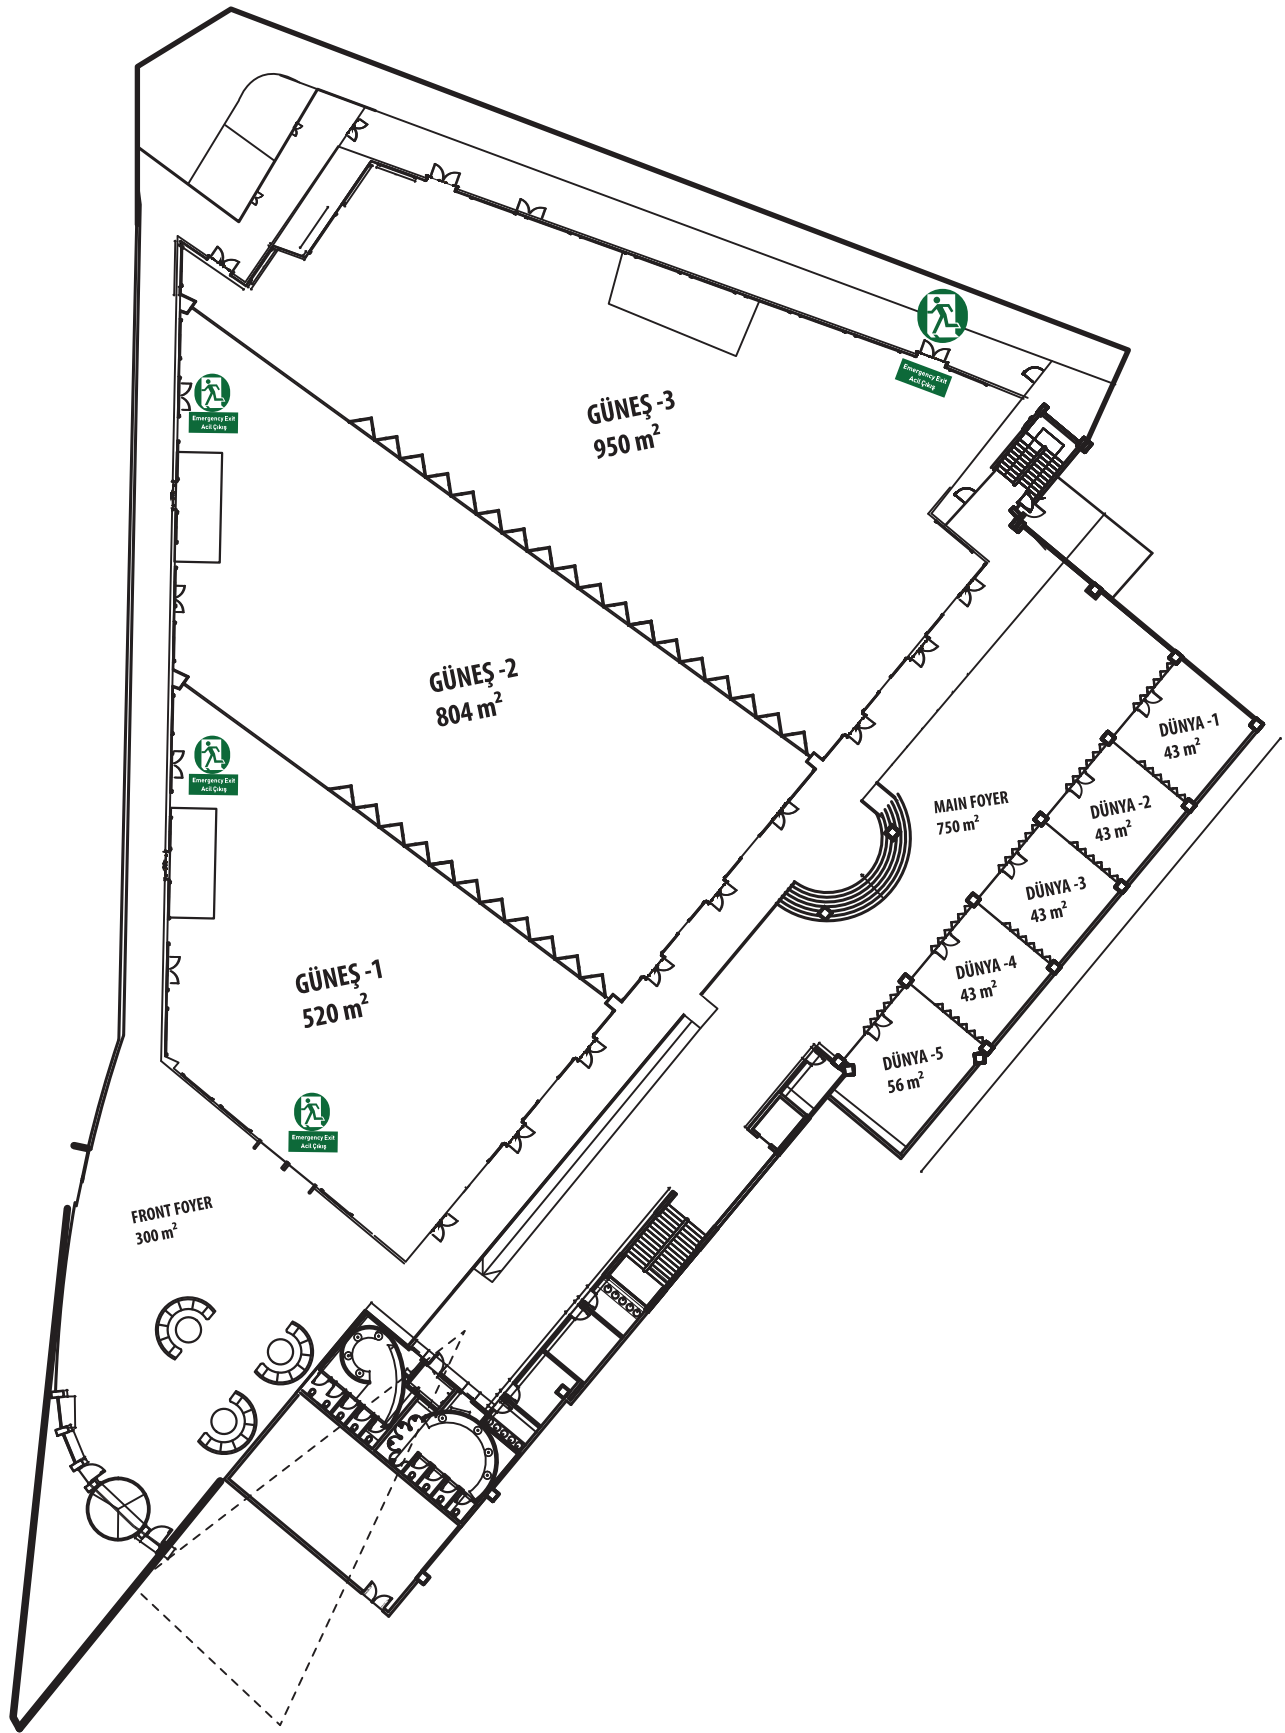 Emergency Exit
Acil Çıkış
GÜNEŞ -3
950 m²
Emergency Exit
Acil Çıkış
GÜNEŞ -2
804 m²
DÜNYA -1
43 m²
Emergency Exit
Acil Çıkış
MAIN FOYER
750 m²
DÜNYA -2
43 m²
DÜNYA -3
43 m²
GÜNEŞ -1
520 m²
DÜNYA -4
43 m²
DÜNYA -5
56 m²
Emergency Exit
Acil Çıkış
FRONT FOYER
300 m²